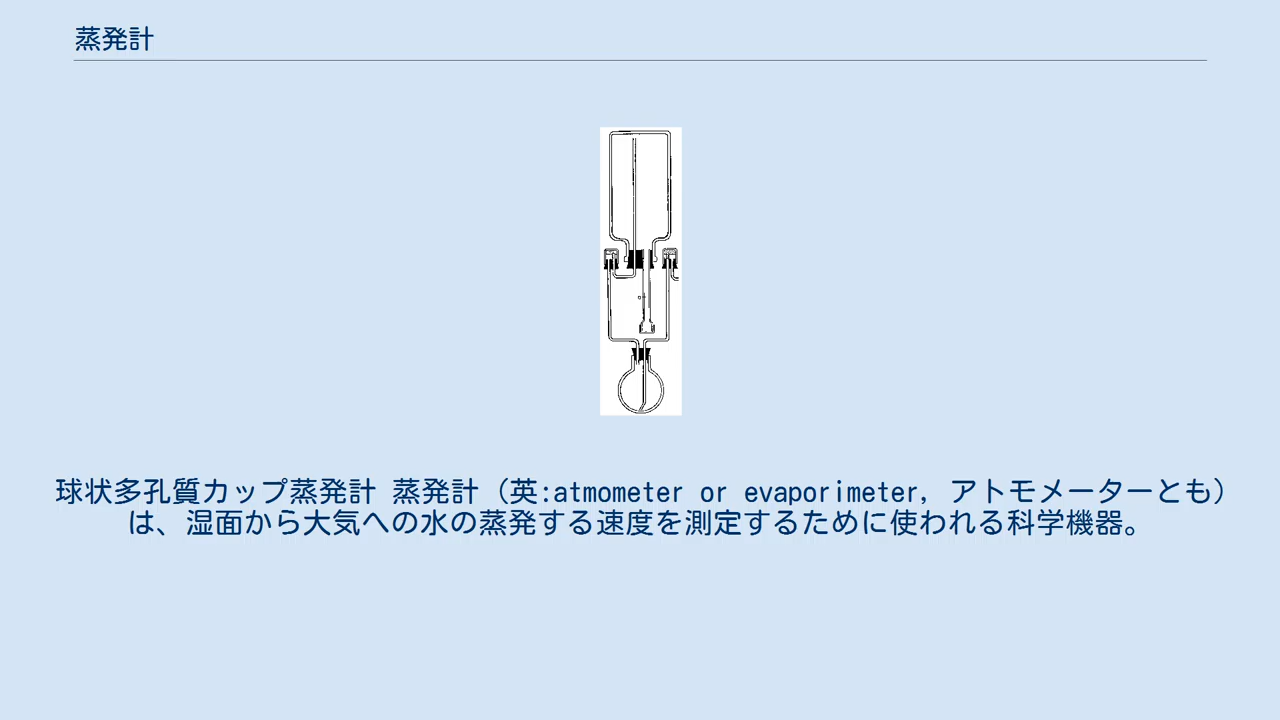 蒸発計
球状多孔質カップ蒸発計 蒸発計（英:atmometer or evaporimeter, アトモメーターとも）
は、湿面から大気への水の蒸発する速度を測定するために使われる科学機器。